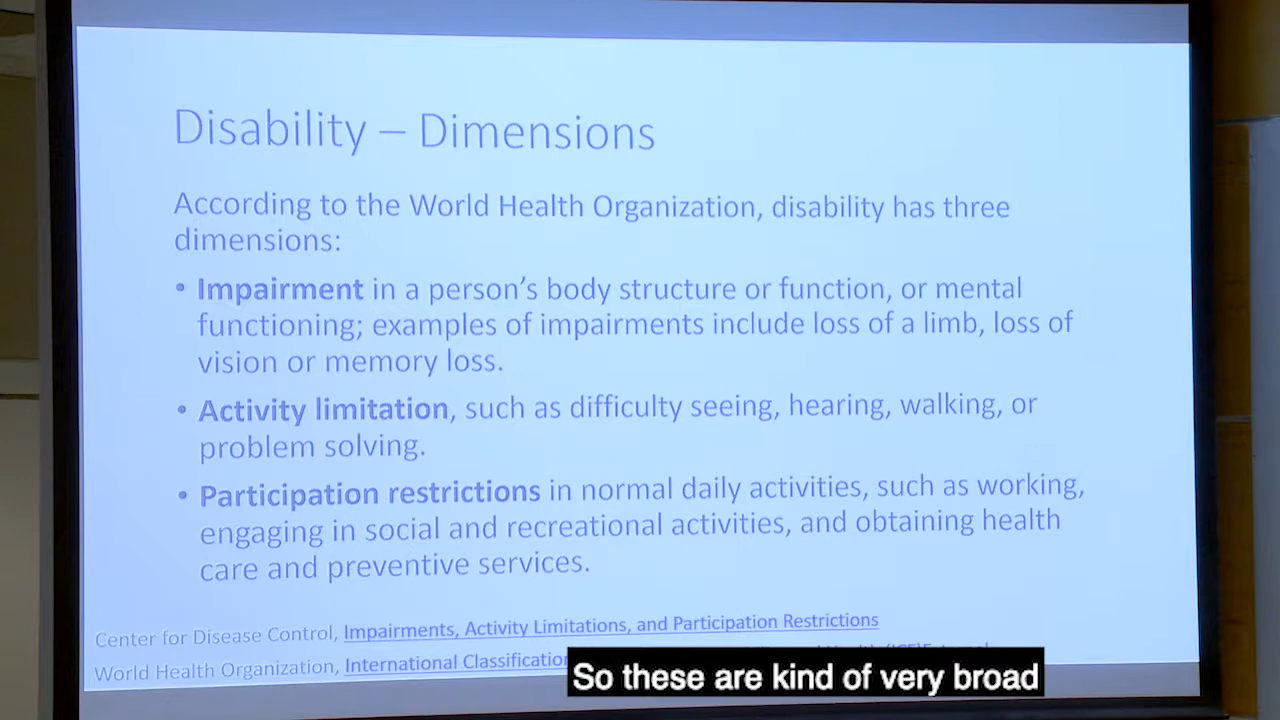 Disability – Dimensions
According to the World Health Organization, disability has three
dimensions:
• Impairment in a person's body structure or function, or mental
functioning; examples of impairments include loss of a limb, loss of
vision or memory loss.
• Activity limitation, such as difficulty seeing, hearing, walking, or
problem solving.
• Participation restrictions in normal daily activities, such as working,
engaging in social and recreational activities, and obtaining health
care and preventive services.
Center for Disease Control, Impairments, Activity Limitations, and Participation Restrictions
World Health Organization, International Classification
So these are kind of very broad